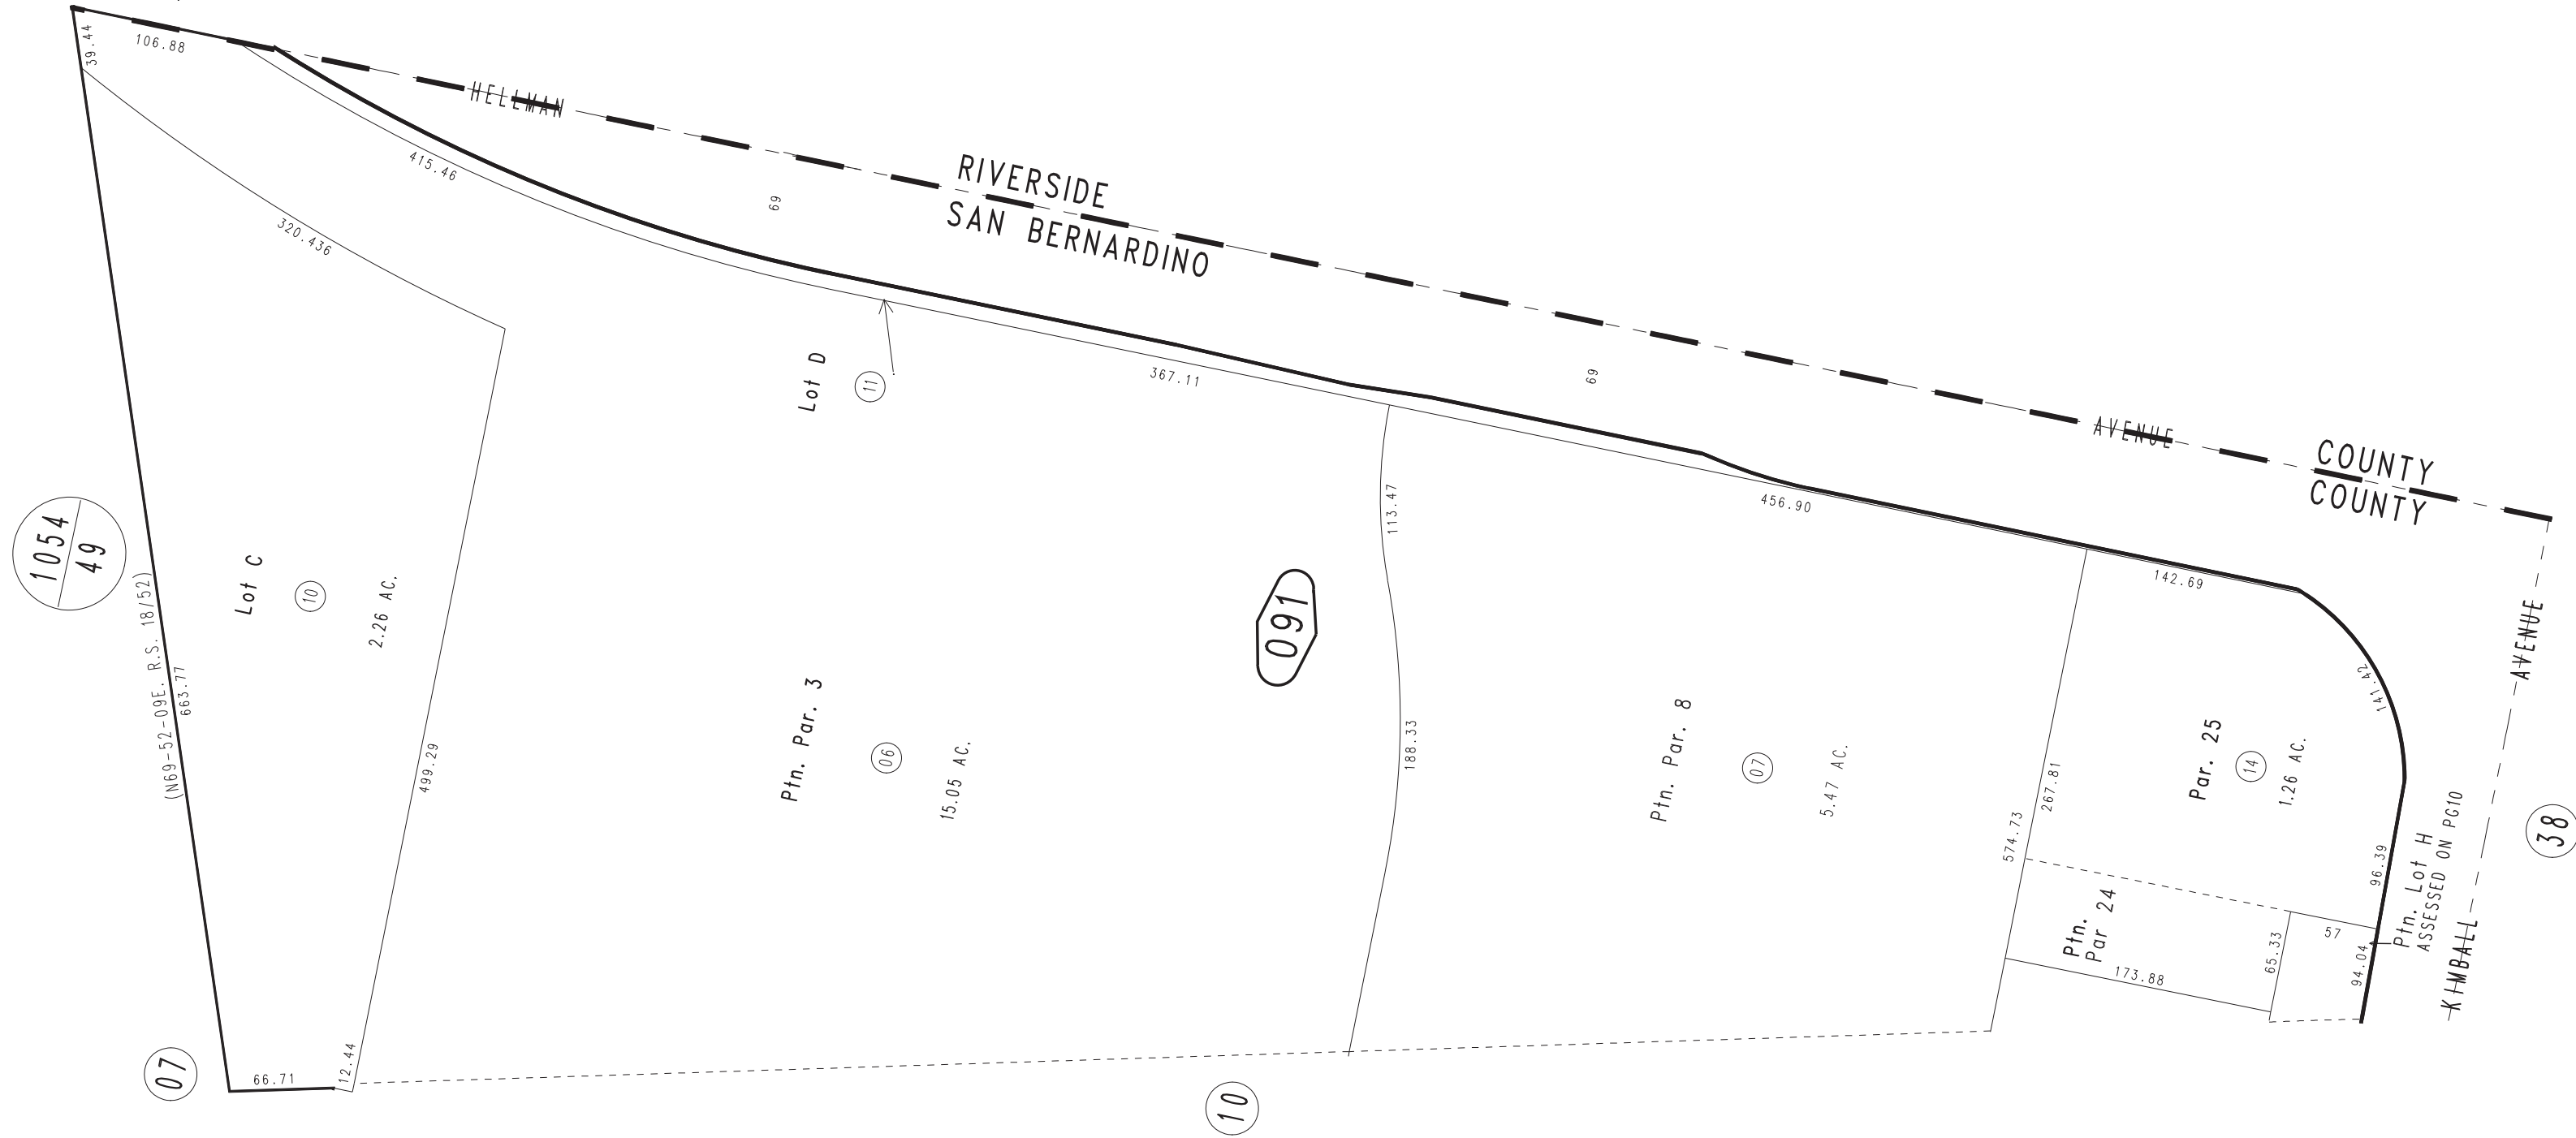 106.88
39.44
HELLMAN
415.46
320.436
69
RIVERSIDE
SAN BERNARDINO
Lot D
11
367.11
69
AVENUE
COUNTY
COUNTY
1054
49
(N69-52-09E. R.S. 18/52)
663.77
Lot C
10
2.26 AC.
499.29
Ptn. Par. 3
06
15.05 AC.
091
113.47
188.33
456.90
Ptn. Par. 8
07
5.47 AC.
142.69
141.42
AVENUE
574.73
267.81
Par. 25
14
1.26 AC.
96.39
Ptn. Lot H
ASSESSED ON PG10
KIMBALL
38
Ptn.
Par 24
173.88
65.33
57
94.04
07
66.71
12.44
10